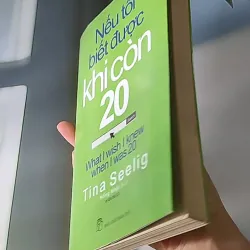 Nếu tôi
biết được
khi còn
20
What I wish I knew
when I was 20
Tina Seelig